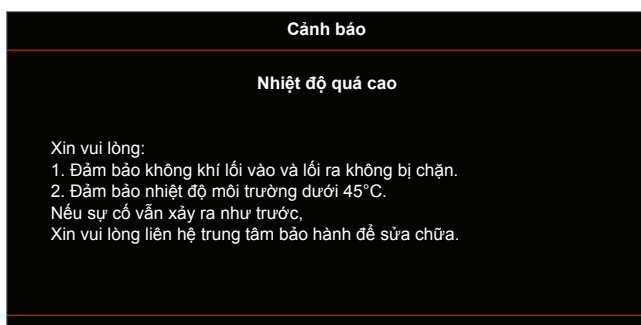 Cảnh báo
Nhiệt độ quá cao
Xin vui lòng:
1. Đảm bảo không khí lối vào và lối ra không bị chặn.
2. Đảm bảo nhiệt độ môi trường dưới 45°C.
Nếu sự cố vẫn xảy ra như trước,
Xin vui lòng liên hệ trung tâm bảo hành để sửa chữa.